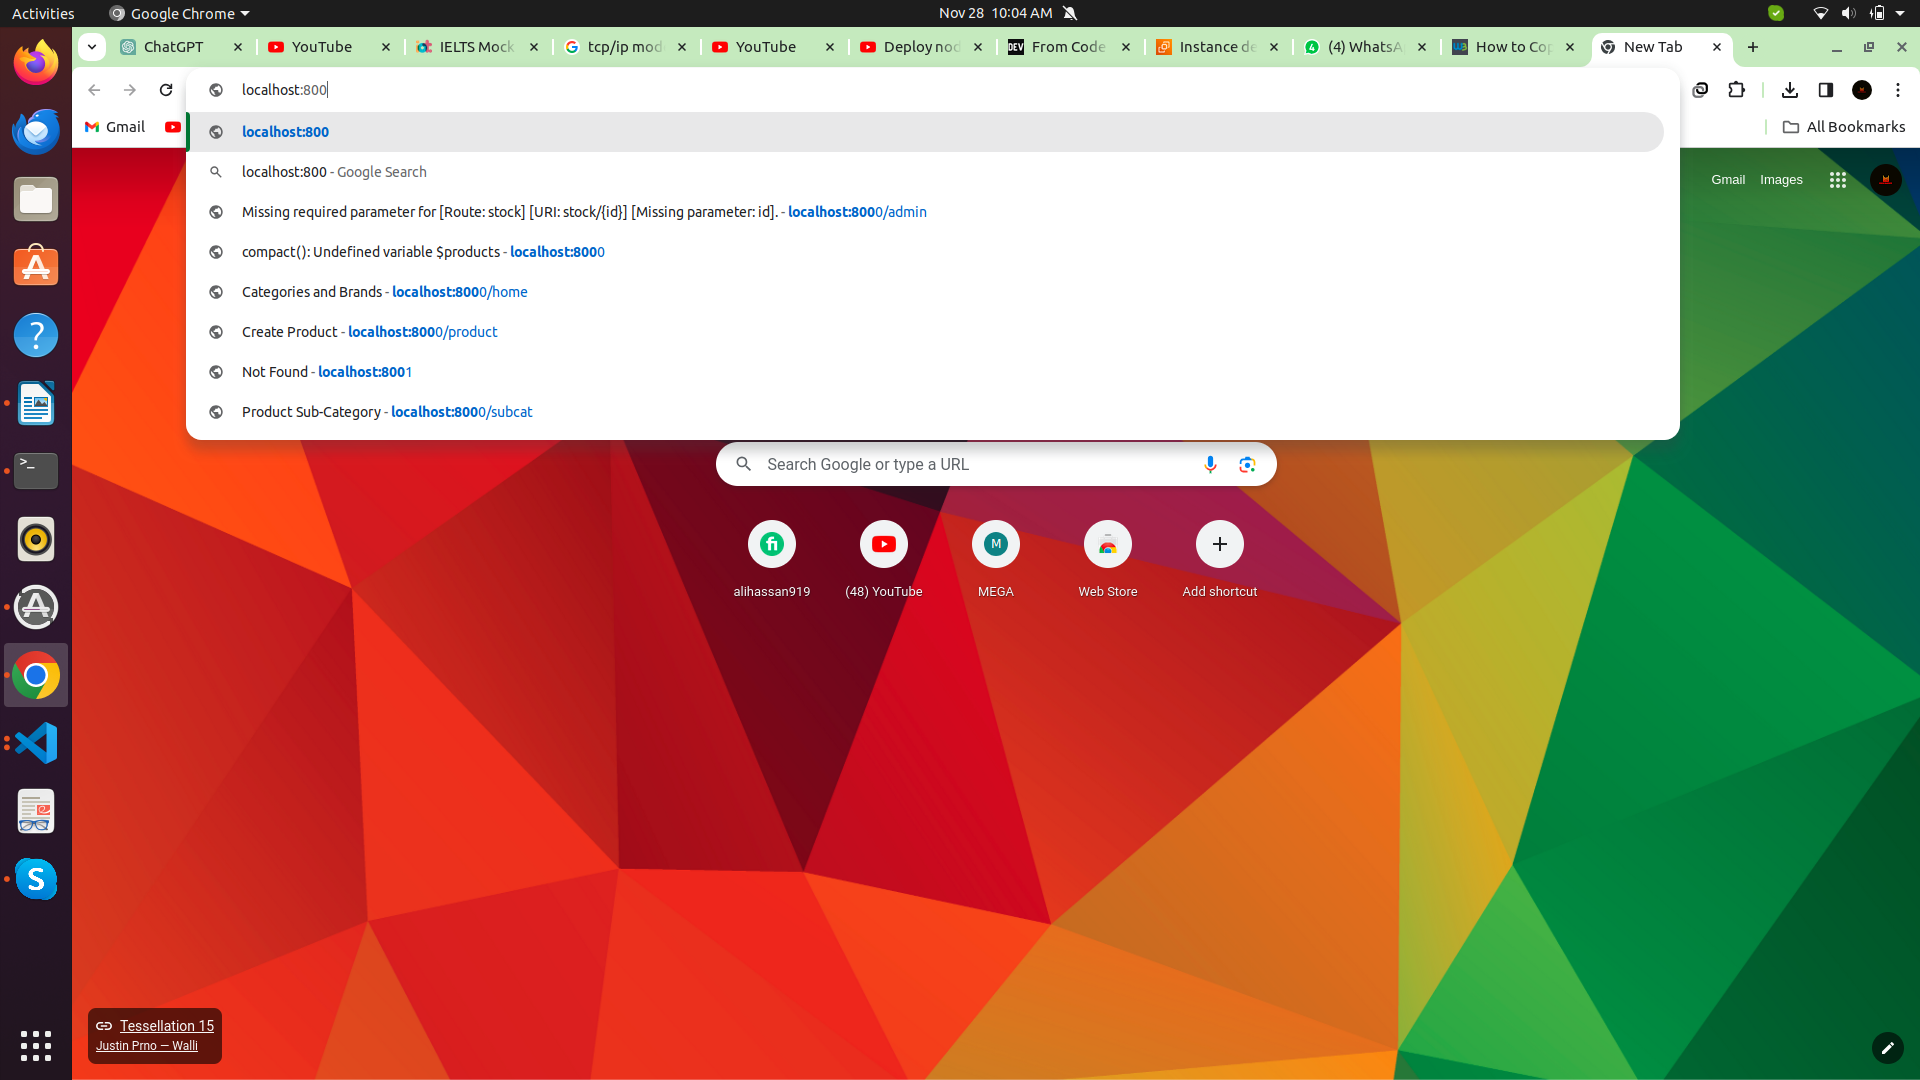 Activities
Google Chrome
Nov 28 10:04 AM
ChatGPT
YouTube
IELTS Mock
tcp/ip mod
YouTube
Deploy nod
From Code
Instance de
(4) WhatsA
How to Cop
New Tab
localhost:800
Gmail
All Bookmarks
localhost:800
localhost:800 - Google Search
Missing required parameter for [Route: stock] [URI: stock/{id}] [Missing parameter: id]. - localhost:8000/admin
compact(): Undefined variable $products - localhost:8000
Categories and Brands - localhost:8000/home
Create Product - localhost:8000/product
Not Found - localhost:8001
Product Sub-Category - localhost:8000/subcat
Gmail Images
Search Google or type a URL
M
alihassan919
(48) YouTube
MEGA
Web Store
Add shortcut
Tessellation 15
Justin Prno — Walli